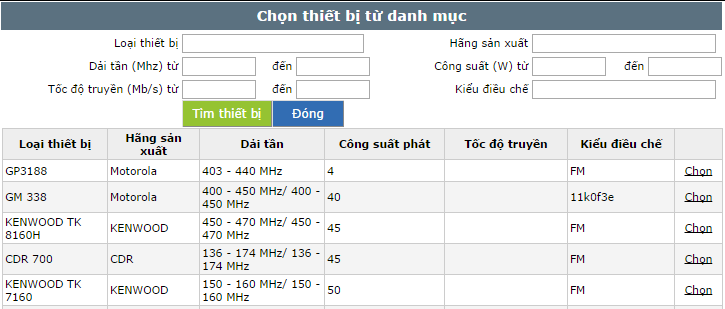 Chọn thiết bị từ danh mục
Loại thiết bị Hãng sản xuất
Dải tần (Mhz) từ đến Công suất (W) từ đến
Tốc độ truyền (Mb/s) từ đến Kiểu điều chế
Tìm thiết bị Đóng
Loại thiết bị Hãng sản xuất Dải tần Công suất phát Tốc độ truyền Kiểu điều chế
GP3188 Motorola 403 - 440 MHz 4 FM Chọn
GM 338 Motorola 400 - 450 MHz/ 400 - 450 MHz 40 11k0f3e Chọn
KENWOOD TK 8160H KENWOOD 450 - 470 MHz/ 450 - 470 MHz 45 FM Chọn
CDR 700 CDR 136 - 174 MHz/ 136 - 174 MHz 45 FM Chọn
KENWOOD TK 7160 KENWOOD 150 - 160 MHz/ 150 - 160 MHz 50 FM Chọn